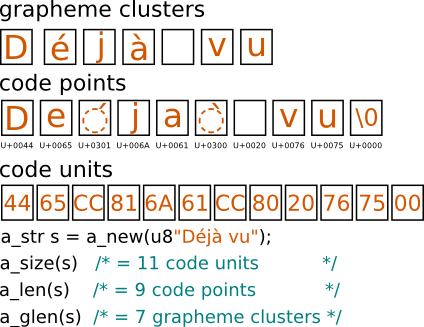 grapheme clusters
D é j à v u
code points
D e ́ j a ̀ v u \0
U+0044 U+0065 U+0301 U+006A U+0061 U+0300 U+0020 U+0076 U+0075 U+0000
code units
44 65 CC 81 6A 61 CC 80 20 76 75 00
a_str s = a_new(u8"Déjà vu");
a_size(s) /* = 11 code units */
a_len(s) /* = 9 code points */
a_glen(s) /* = 7 grapheme clusters */